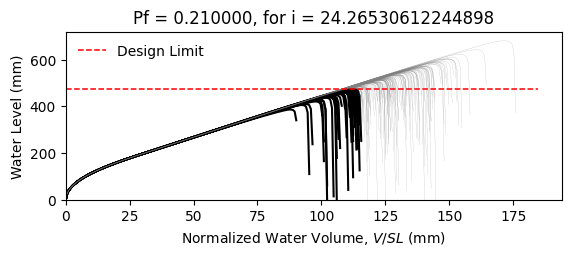 Pf = 0.210000, for i = 24.26530612244898
Design Limit
Water Level (mm)
600
400
200
0
0 25 50 75 100 125 150 175
Normalized Water Volume, V/SL (mm)